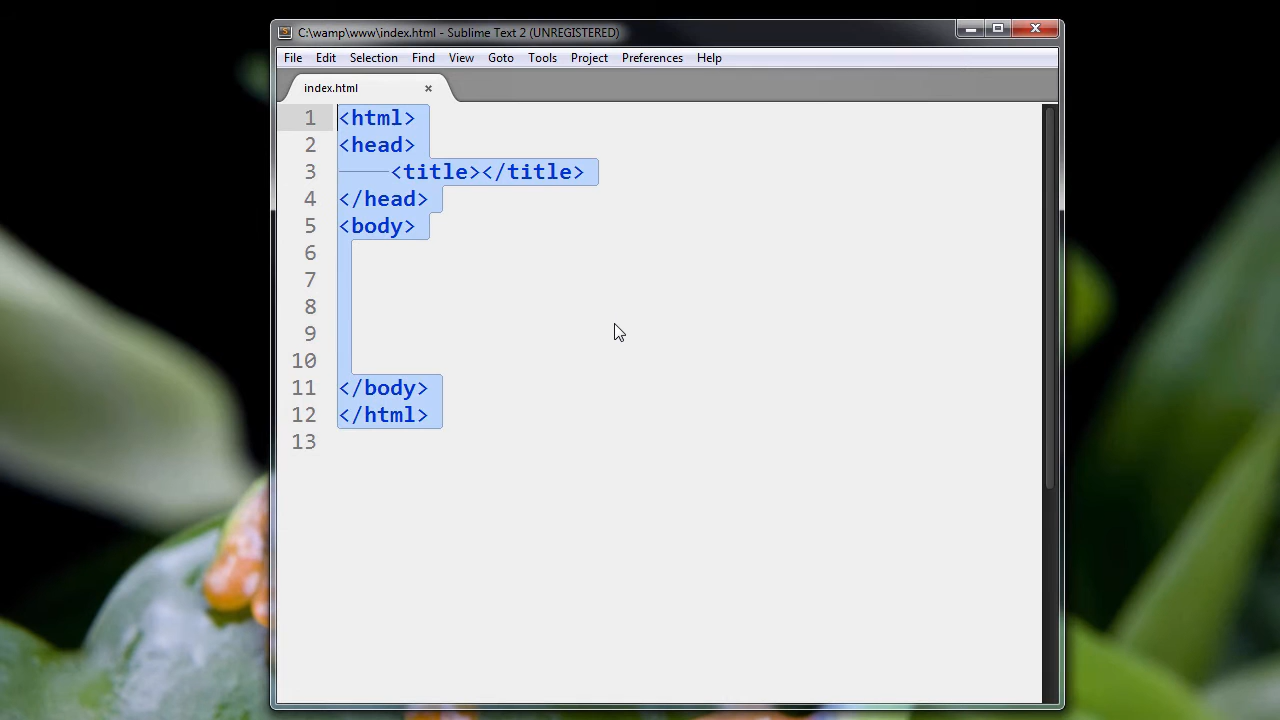 C:\wamp\www\index.html - Sublime Text 2 (UNREGISTERED)
File Edit Selection Find View Goto Tools Project Preferences Help
index.html
1 <html>
2 <head>
3 <title></title>
4 </head>
5 <body>
6
7
8
9
10
11 </body>
12 </html>
13